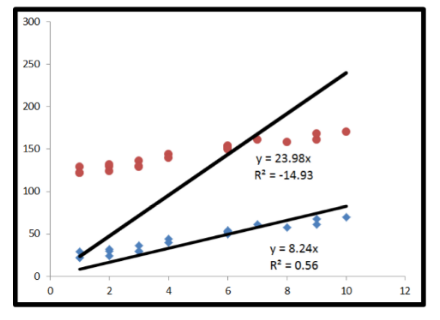 300
250
200
150
100
50
0
y = 23.98x
R² = -14.93
y = 8.24x
R² = 0.56
0 2 4 6 8 10 12